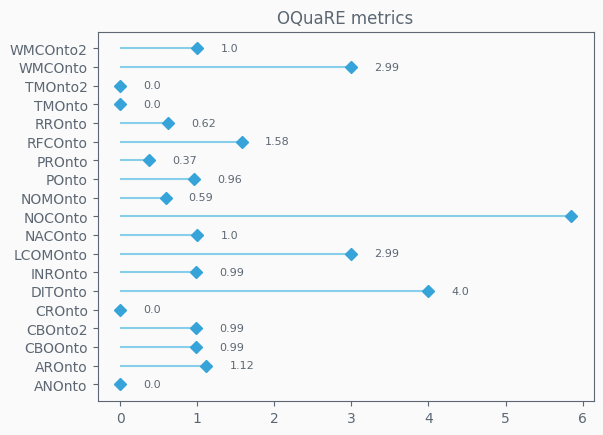 OQuaRE metrics
WMCOnto2 1.0
WMCOnto 2.99
TMOnto2 0.0
TMOnto 0.0
RROnto 0.62
RFCOnto 1.58
PROnto 0.37
POnto 0.96
NOMOnto 0.59
NOCOnto
NACOnto 1.0
LCOMOnto 2.99
INROnto 0.99
DITOnto 4.0
CROnto 0.0
CBOnto2 0.99
CBOOnto 0.99
AROnto 1.12
ANOnto 0.0
0 1 2 3 4 5 6